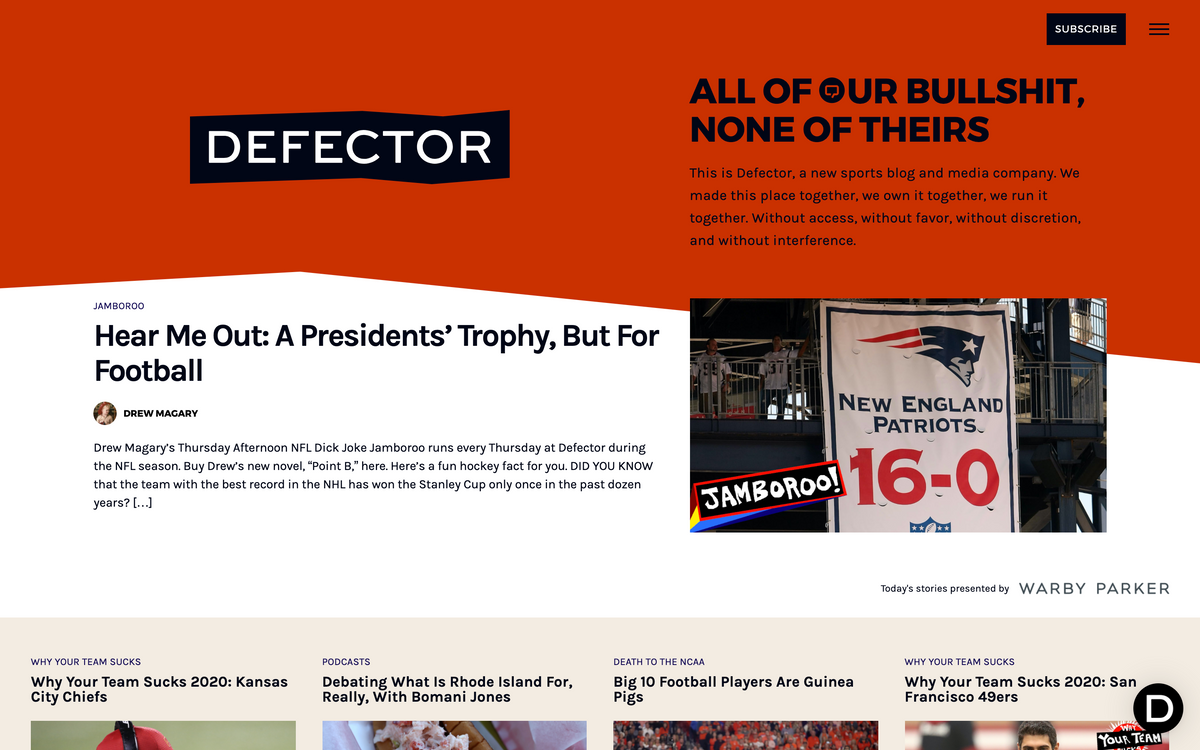 SUBSCRIBE
DEFECTOR
ALL OF OUR BULLSHIT,
NONE OF THEIRS
This is Defector, a new sports blog and media company. We
made this place together, we own it together, we run it
together. Without access, without favor, without discretion,
and without interference.
JAMBOROO
Hear Me Out: A Presidents’ Trophy, But For
Football
DREW MAGARY
Drew Magary’s Thursday Afternoon NFL Dick Joke Jamboroo runs every Thursday at Defector during
the NFL season. Buy Drew’s new novel, “Point B,” here. Here’s a fun hockey fact for you. DID YOU KNOW
that the team with the best record in the NHL has won the Stanley Cup only once in the past dozen
years? […]
NEW ENGLAND
PATRIOTS
16-0
JAMBOROO!
37
Today's stories presented by WARBY PARKER
WHY YOUR TEAM SUCKS
Why Your Team Sucks 2020: Kansas
City Chiefs
PODCASTS
Debating What Is Rhode Island For,
Really, With Bomani Jones
DEATH TO THE NCAA
Big 10 Football Players Are Guinea
Pigs
WHY YOUR TEAM SUCKS
Why Your Team Sucks 2020: San
Francisco 49ers
D
WHY
YOUR TEAM